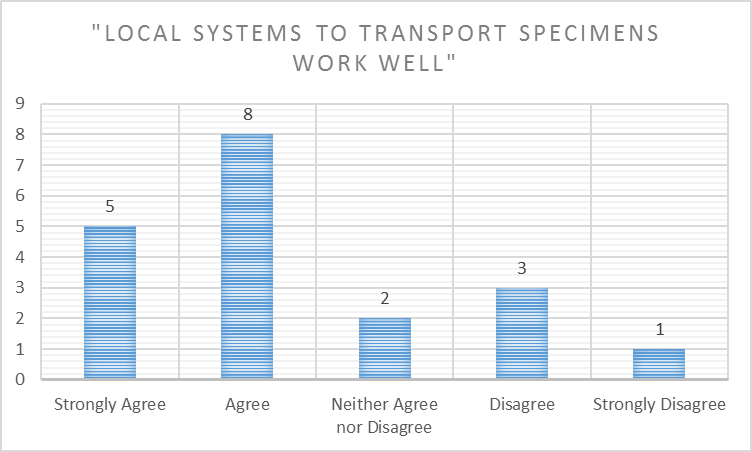 "LOCAL SYSTEMS TO TRANSPORT SPECIMENS
WORK WELL"
9
8
7
6
5
4
3
2
1
0
5
8
2
3
1
Strongly Agree
Agree
Neither Agree
nor Disagree
Disagree
Strongly Disagree